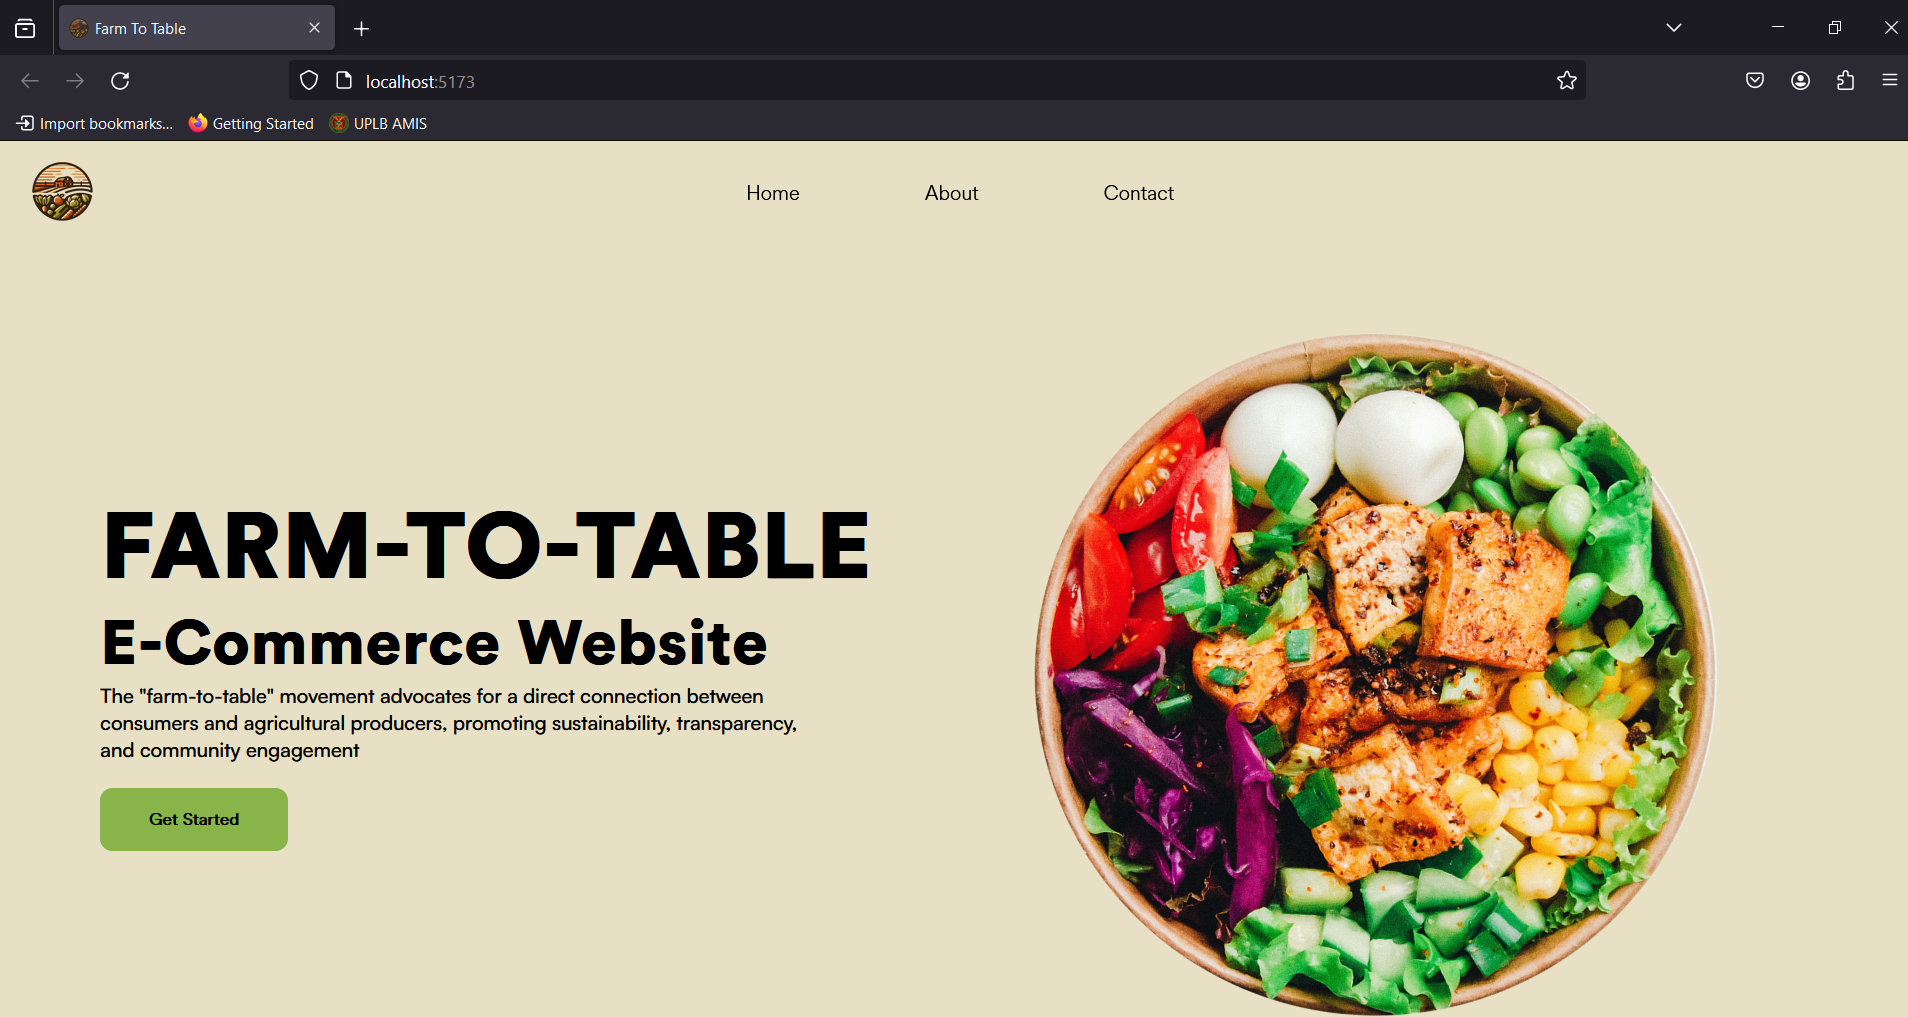 Farm To Table
localhost:5173
Import bookmarks...
Getting Started
UPLB AMIS
Home
About
Contact
FARM-TO-TABLE
E-Commerce Website
The "farm-to-table" movement advocates for a direct connection between
consumers and agricultural producers, promoting sustainability, transparency,
and community engagement
Get Started